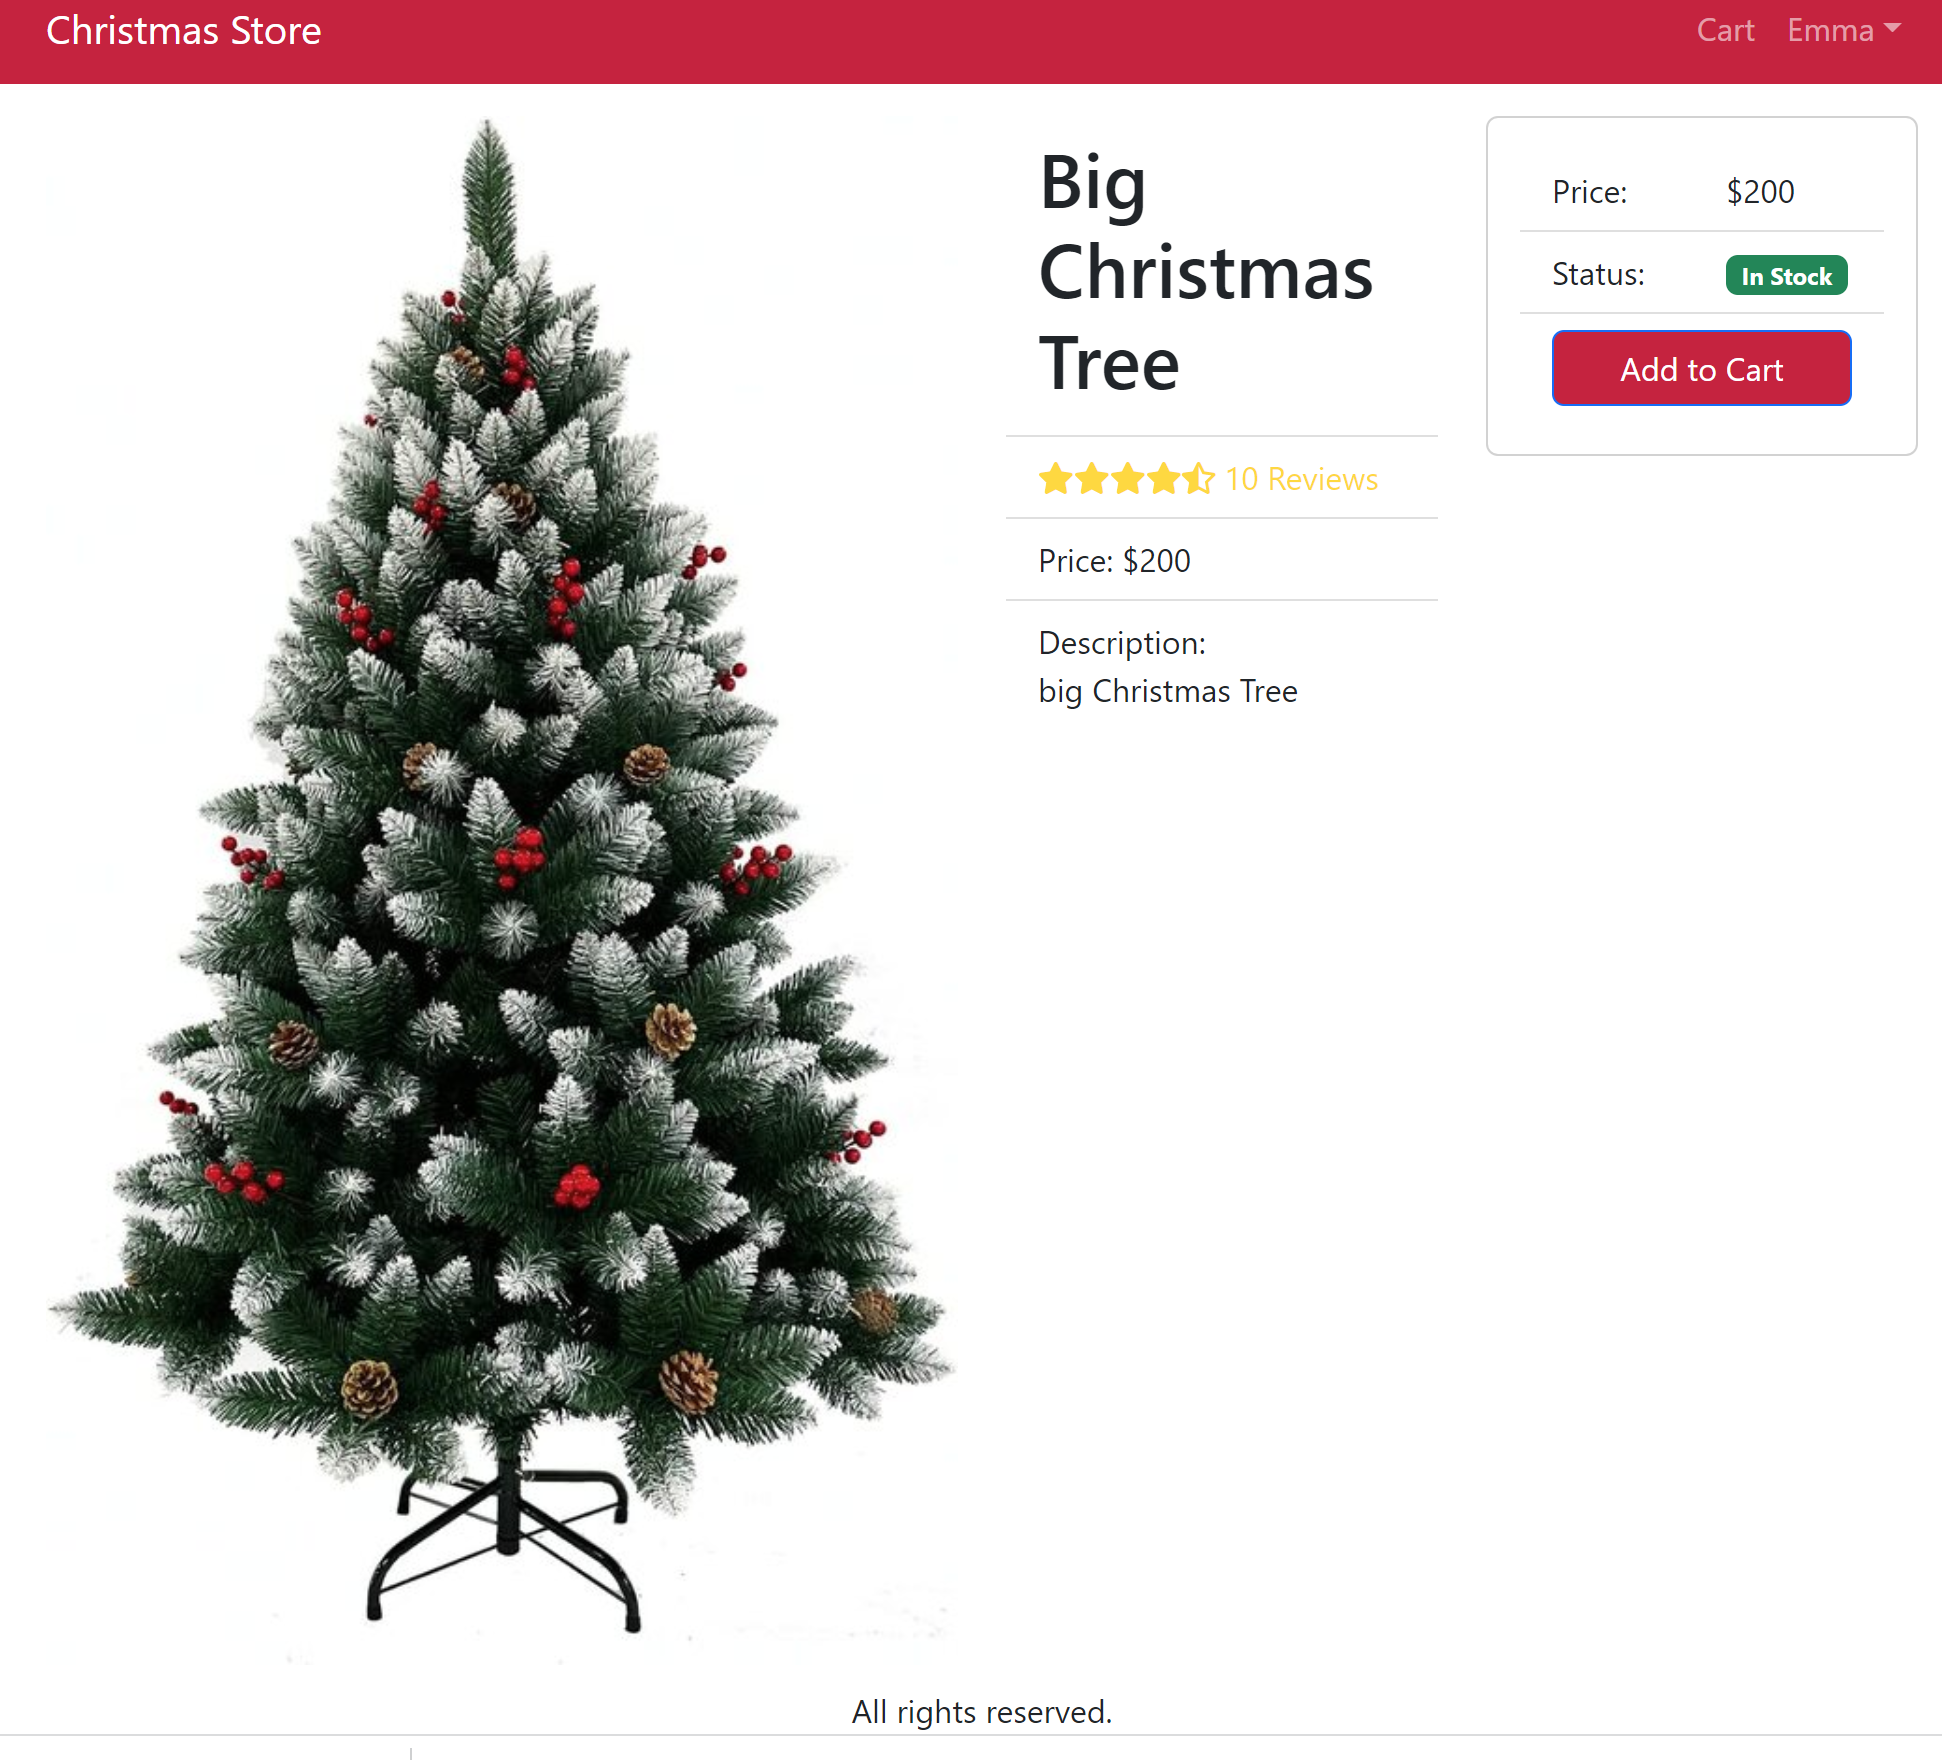 Christmas Store
Cart
Emma
Big
Christmas
Tree
10 Reviews
Price: $200
Description:
big Christmas Tree
Price: $200
Status: In Stock
Add to Cart
All rights reserved.